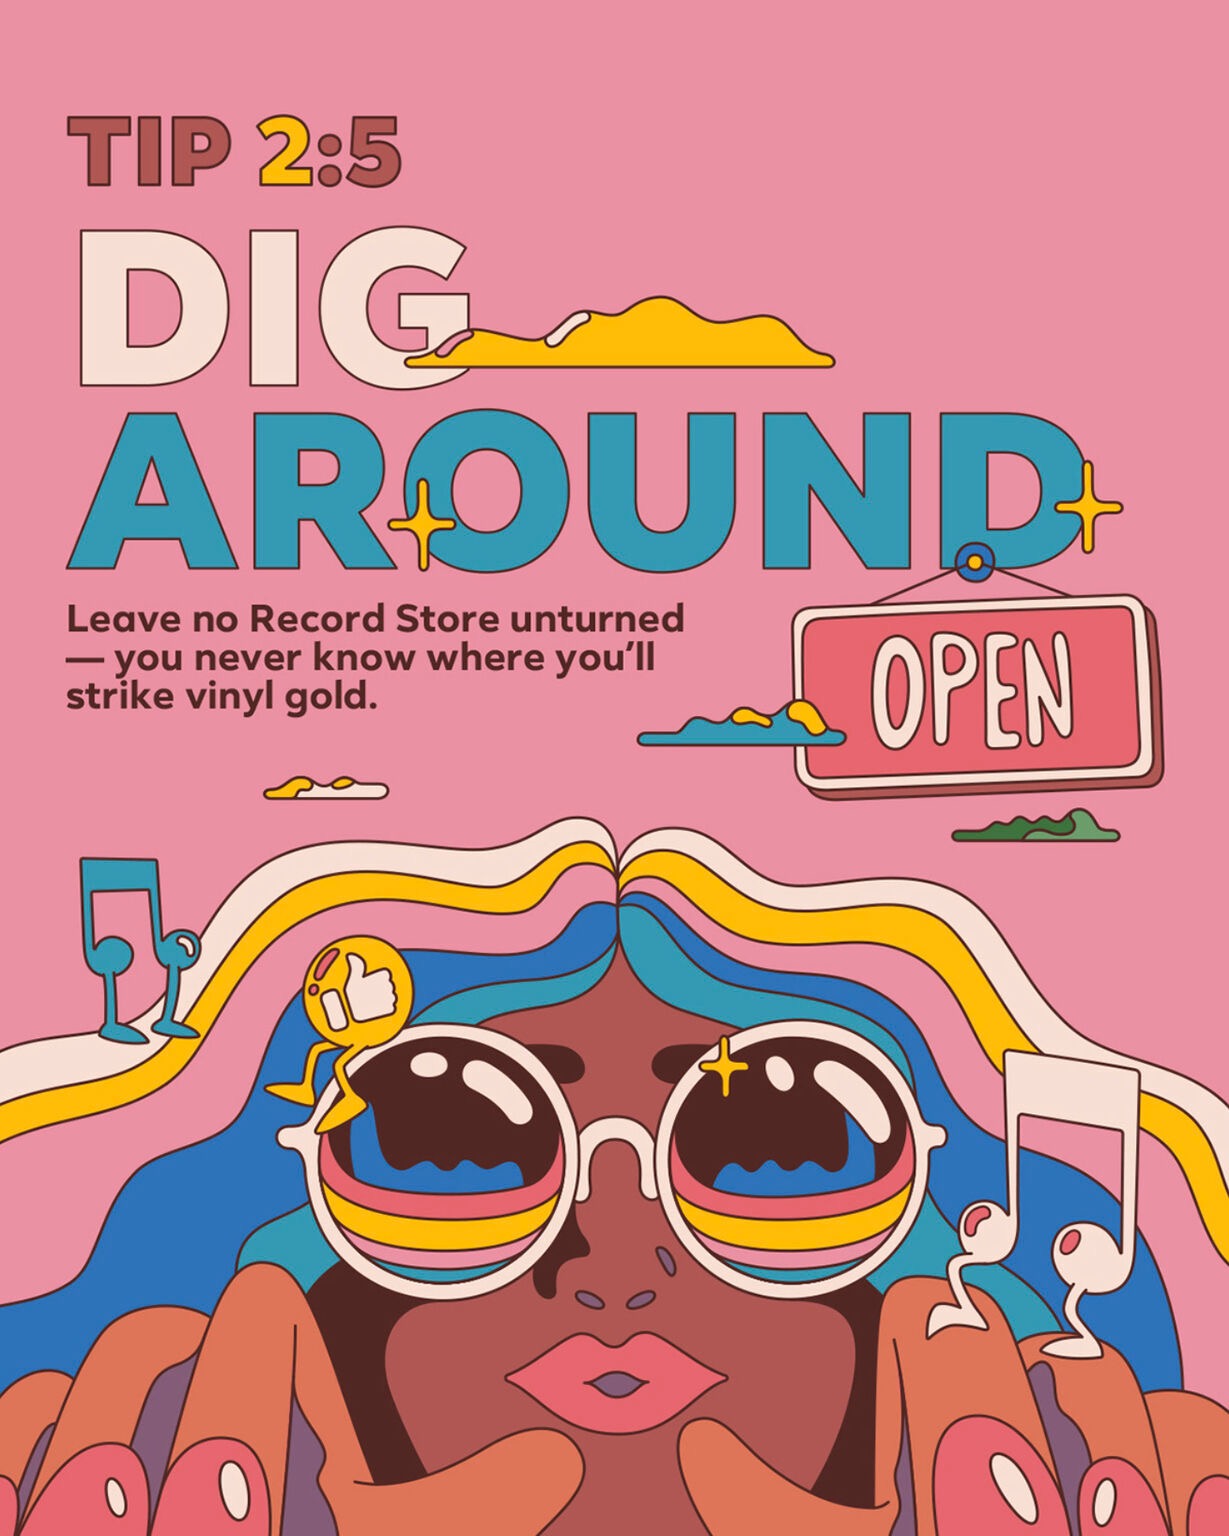 TIP 2:5
DIG
AROUND
Leave no Record Store unturned
— you never know where you’ll
strike vinyl gold.
OPEN